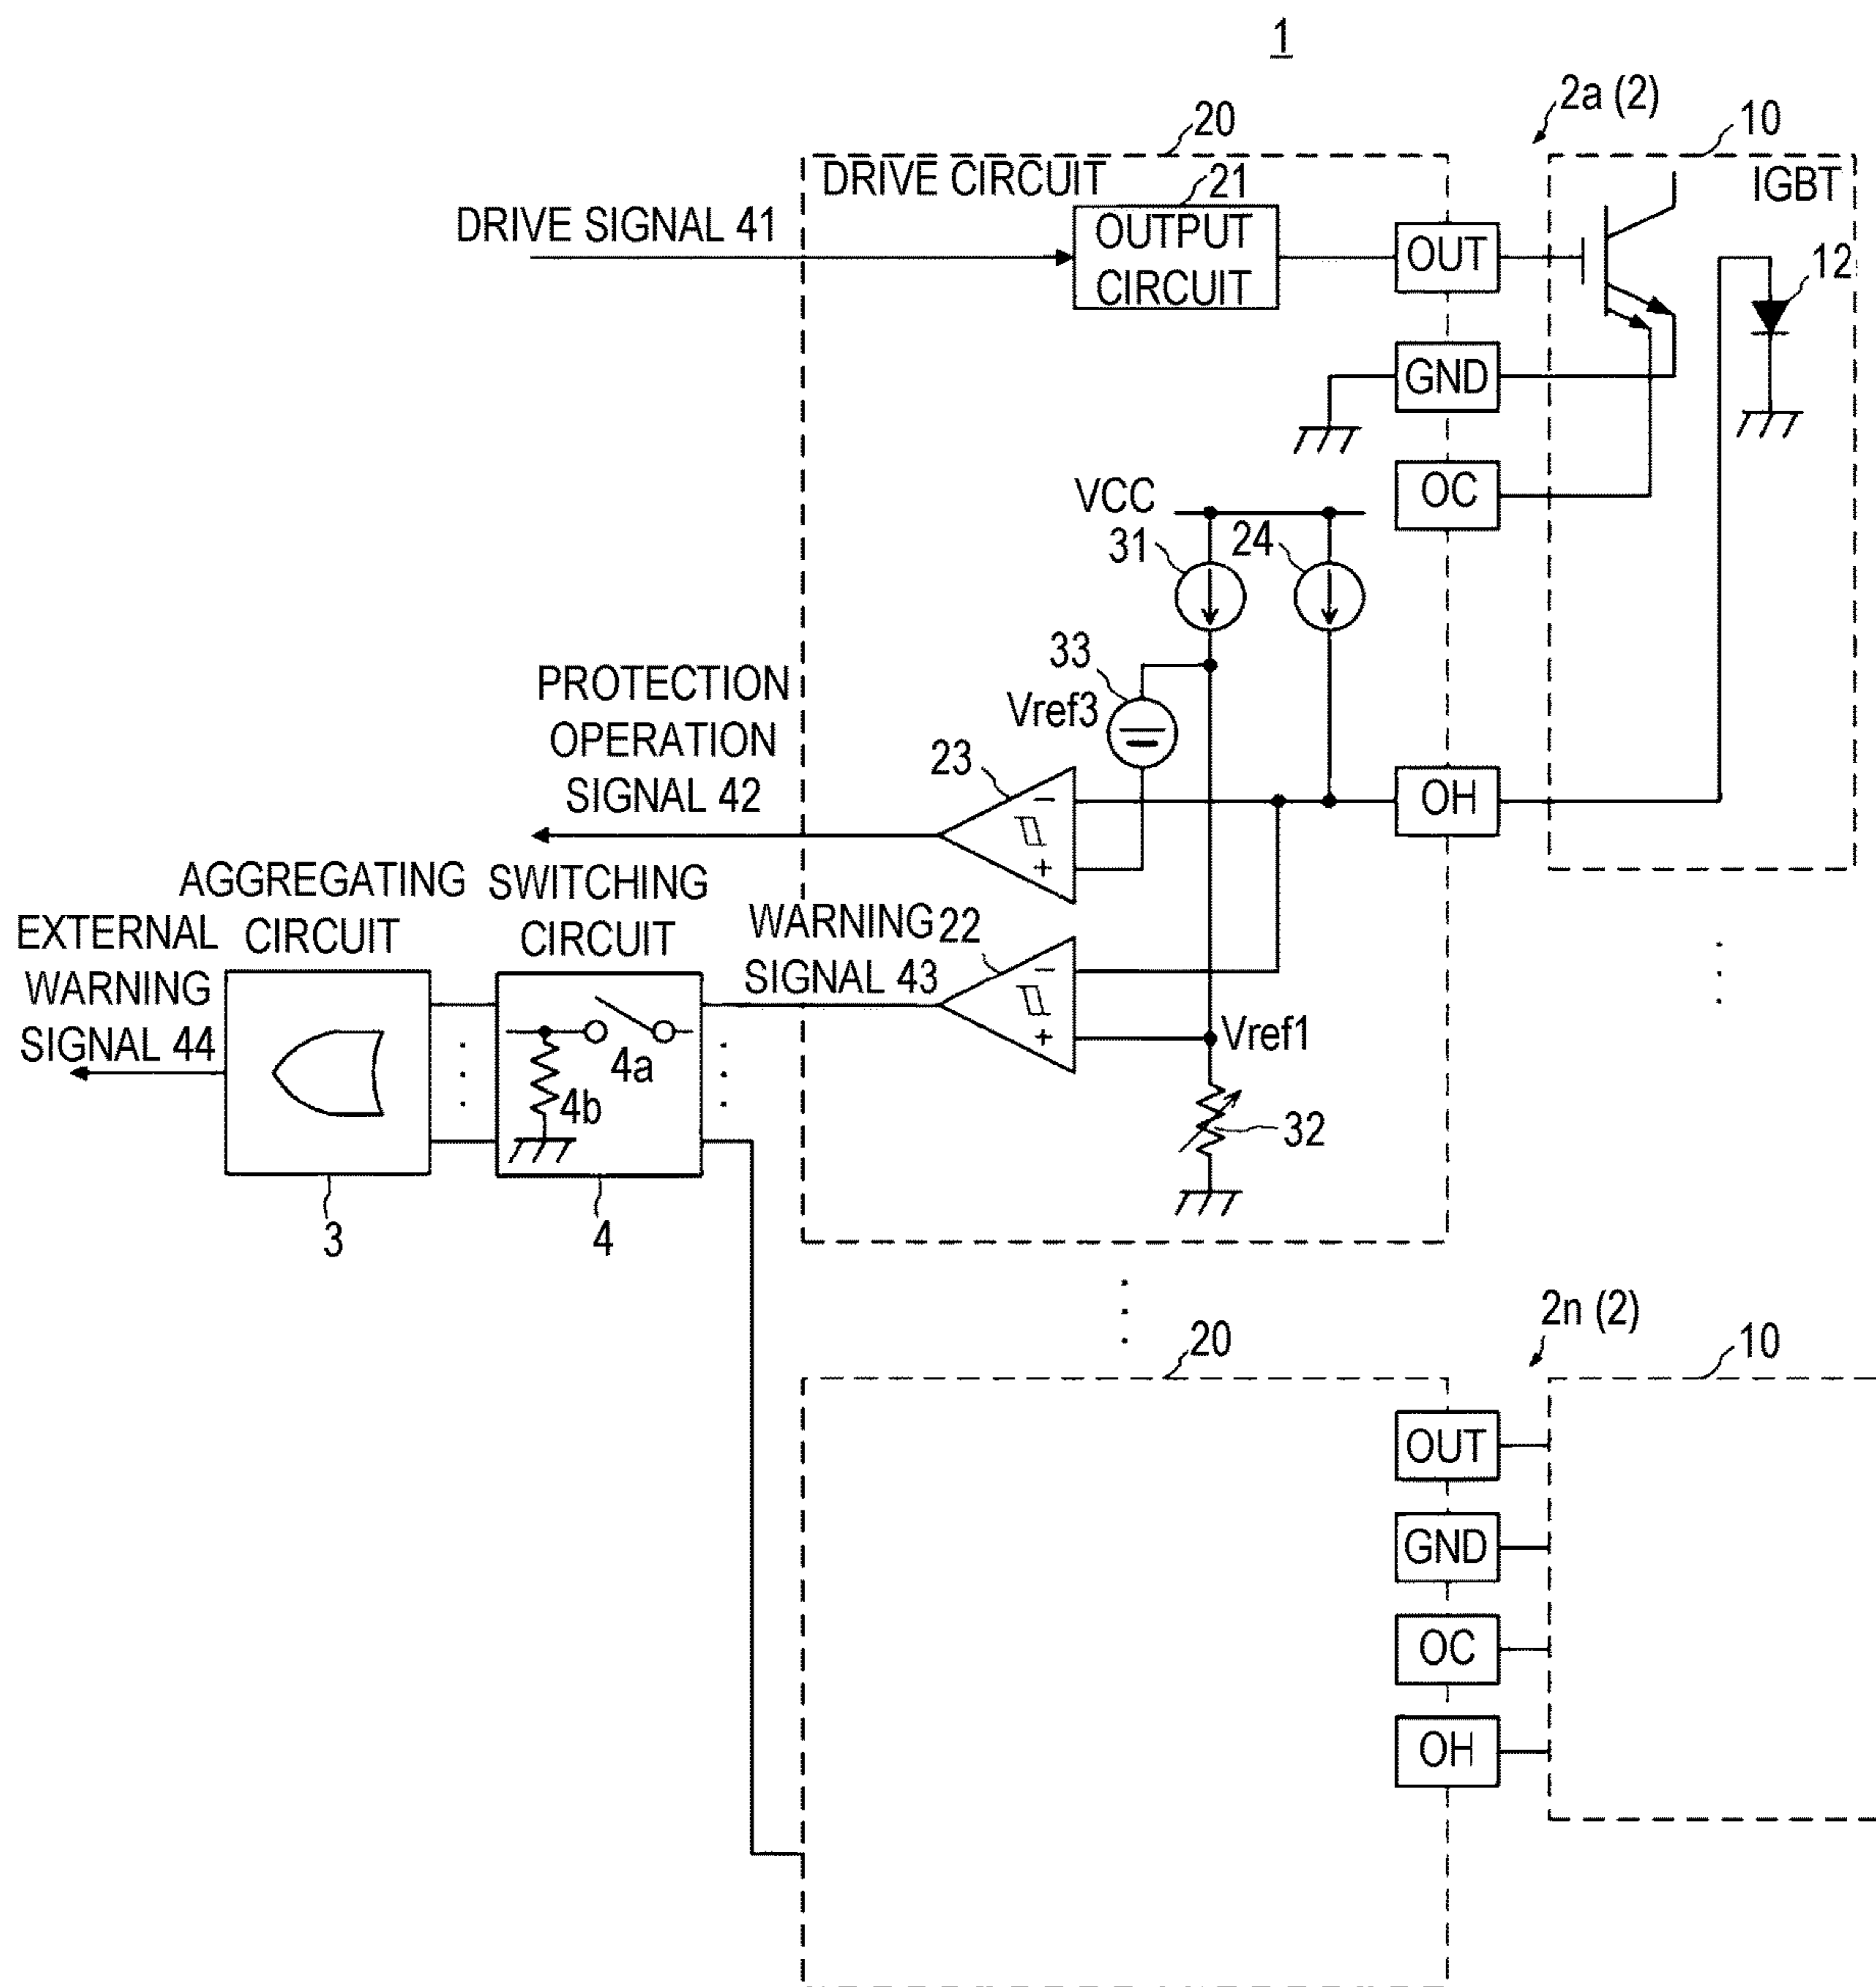 1
2a (2)
20
10
DRIVE CIRCUIT
21
IGBT
DRIVE SIGNAL 41
OUTPUT
CIRCUIT
OUT
12
GND
VCC
OC
31
24
33
Vref3
PROTECTION
OPERATION
SIGNAL 42
23
−
+
OH
AGGREGATING
CIRCUIT
SWITCHING
CIRCUIT
EXTERNAL
WARNING
SIGNAL 44
WARNING
SIGNAL 43
22
−
+
Vref1
4a
4b
32
3
4
2n (2)
20
10
OUT
GND
OC
OH